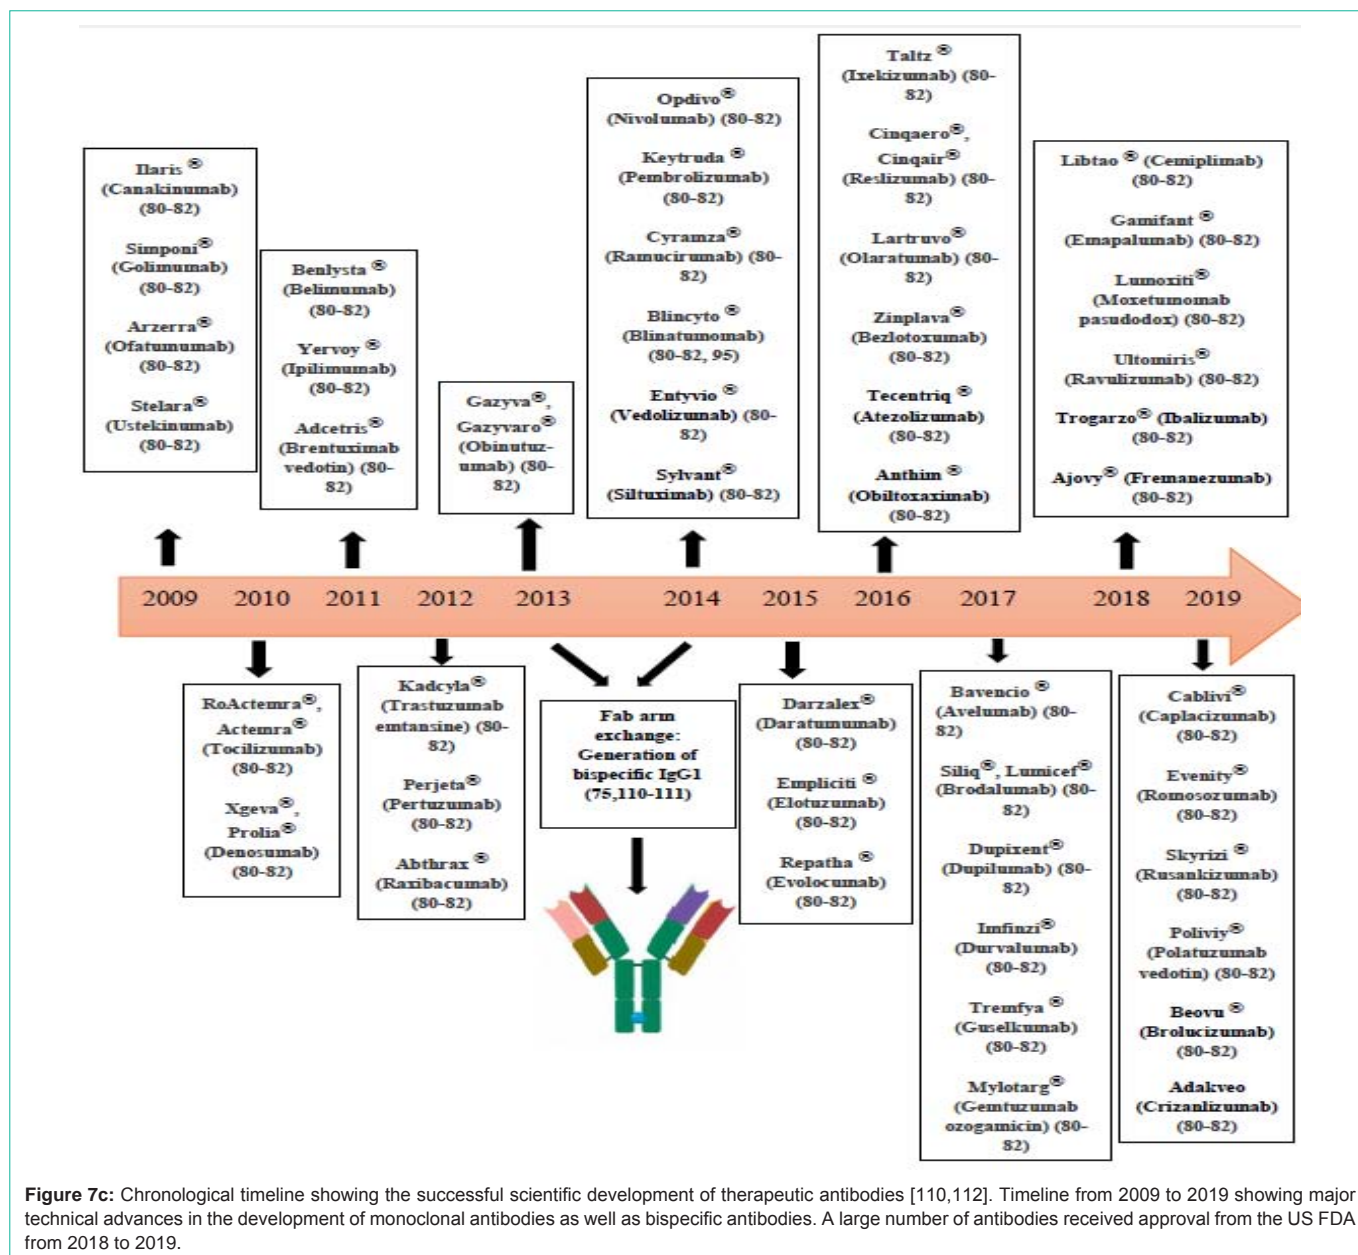 Ilaris ®
(Canakinumab)
(80-82)
Simponi®
(Golimumab)
(80-82)
Arzerra®
(Ofatumumab)
(80-82)
Stelara®
(Ustekinumab)
(80-82)
Benlysta ®
(Belimumab)
(80-82)
Yervoy ®
(Ipilimumab)
(80-82)
Adcetris®
(Brentuximab
vedotin) (80-
82)
Gazyva®,
Gazyvaro®
(Obinutuz-
umab) (80-
82)
Opdivo®
(Nivolumab) (80-82)
Keytruda ®
(Pembrolizumab)
(80-82)
Cyramza®
(Ramucirumab) (80-
82)
Blincyto ®
(Blinatumomab)
(80-82, 95)
Entyvio ®
(Vedolizumab) (80-
82)
Sylvant®
(Siltuximab) (80-82)
Taltz ®
(Ixekizumab) (80-
82)
Cinqaero®,
Cinqair®
(Reslizumab) (80-
82)
Lartruvo®
(Olaratumab) (80-
82)
Zinplava®
(Bezlotoxumab)
(80-82)
Tecentriq ®
(Atezolizumab)
(80-82)
Anthim ®
(Obiltoxaximab)
(80-82)
Libtao ® (Cemiplimab)
(80-82)
Gamifant ®
(Emapalumab) (80-82)
Lumoxiti®
(Moxetumomab
pasudodox) (80-82)
Ultomiris®
(Ravulizumab) (80-82)
Trogarzo® (Ibalizumab)
(80-82)
Ajovy® (Fremanezumab)
(80-82)
2009 2010 2011 2012 2013 2014 2015 2016 2017 2018 2019
RoActemra®,
Actemra®
(Tocilizumab)
(80-82)
Xgeva®,
Prolia®
(Denosumab)
(80-82)
Kadcyla®
(Trastuzumab
emtansine) (80-
82)
Perjeta®
(Pertuzumab)
(80-82)
Abthrax ®
(Raxibacumab)
(80-82)
Fab arm
exchange:
Generation of
bispecific IgG1
(75,110-111)
Darzalex®
(Daratumumab)
(80-82)
Empliciti ®
(Elotuzumab)
(80-82)
Repatha ®
(Evolocumab)
(80-82)
Bavencio ®
(Avelumab) (80-
82)
Siliq®, Lumicef®
(Brodalumab) (80-
82)
Dupixent®
(Dupilumab) (80-
82)
Imfinzi®
(Durvalumab)
(80-82)
Tremfya ®
(Guselkumab)
(80-82)
Mylotarg®
(Gemtuzumab
ozogamicin) (80-
82)
Cablivi®
(Caplacizumab)
(80-82)
Evenity®
(Romosozumab)
(80-82)
Skyrizi ®
(Rusankizumab)
(80-82)
Poliviy®
(Polatuzumab
vedotin) (80-82)
Beovu ®
(Brolucizumab)
(80-82)
Adakveo
(Crizanlizumab)
(80-82)
Figure 7c: Chronological timeline showing the successful scientific development of therapeutic antibodies [110,112]. Timeline from 2009 to 2019 showing major
technical advances in the development of monoclonal antibodies as well as bispecific antibodies. A large number of antibodies received approval from the US FDA
from 2018 to 2019.